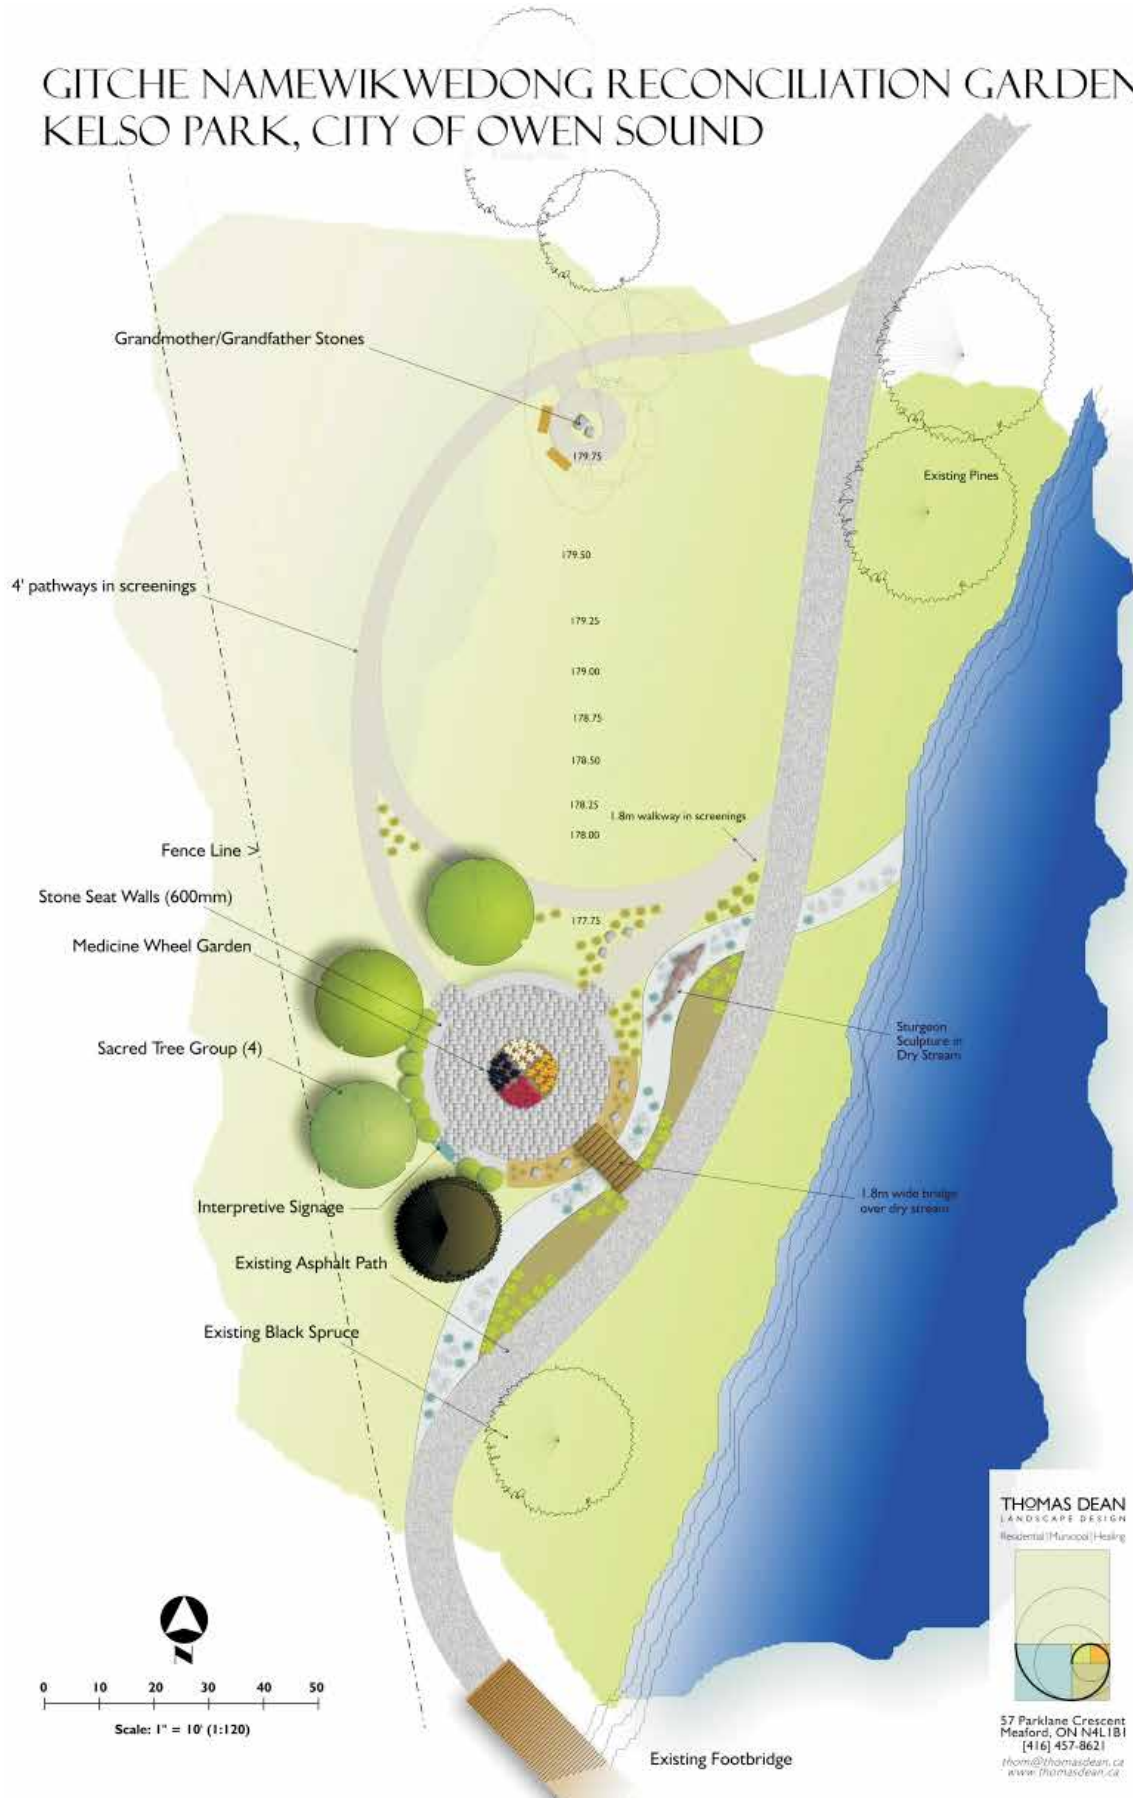 GITCHE NAMEWIKWEDONG RECONCILIATION GARDEN
KELSO PARK, CITY OF OWEN SOUND
Grandmother/Grandfather Stones
179.75
Existing Pines
179.50
4' pathways in screenings
179.25
179.00
178.75
178.50
178.25
1.8m walkway in screenings
178.00
Fence Line >
Stone Seat Walls (600mm)
177.75
Medicine Wheel Garden
Sturgeon
Sculpture in
Dry Stream
Sacred Tree Group (4)
1.8m wide bridge
over dry stream
Interpretive Signage
Existing Asphalt Path
Existing Black Spruce
THOMAS DEAN
LANDSCAPE DESIGN
Residential | Municipal | Healing
N
0 10 20 30 40 50
Scale: 1" = 10' (1:120)
57 Parklane Crescent
Meaford, ON N4L1B1
[416] 457-8621
thom@thomasdean.ca
www.thomasdean.ca
Existing Footbridge